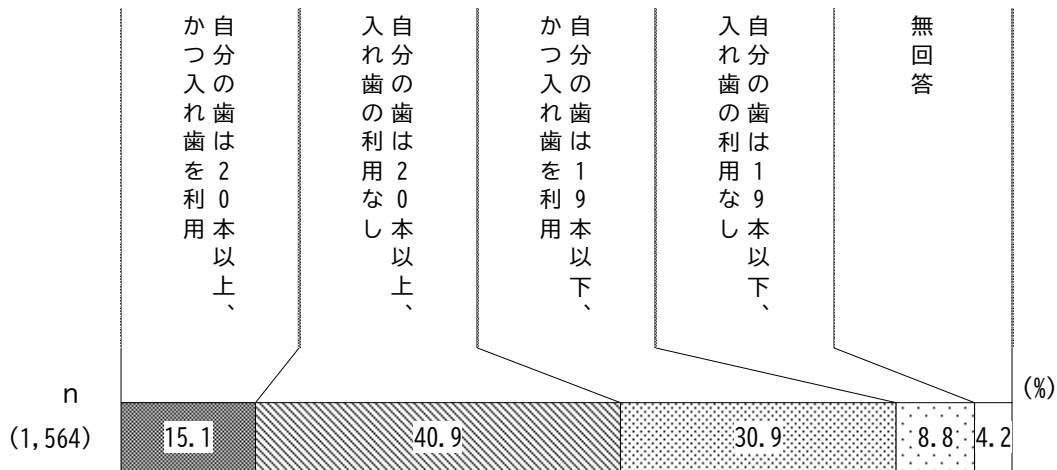 自分の歯は20本以上、
かつ入れ歯を利用
自分の歯は20本以上、
入れ歯の利用なし
自分の歯は19本以下、
かつ入れ歯を利用
自分の歯は19本以下、
入れ歯の利用なし
無回答
n
(%)
(1,564)
15.1
40.9
30.9
8.8
4.2